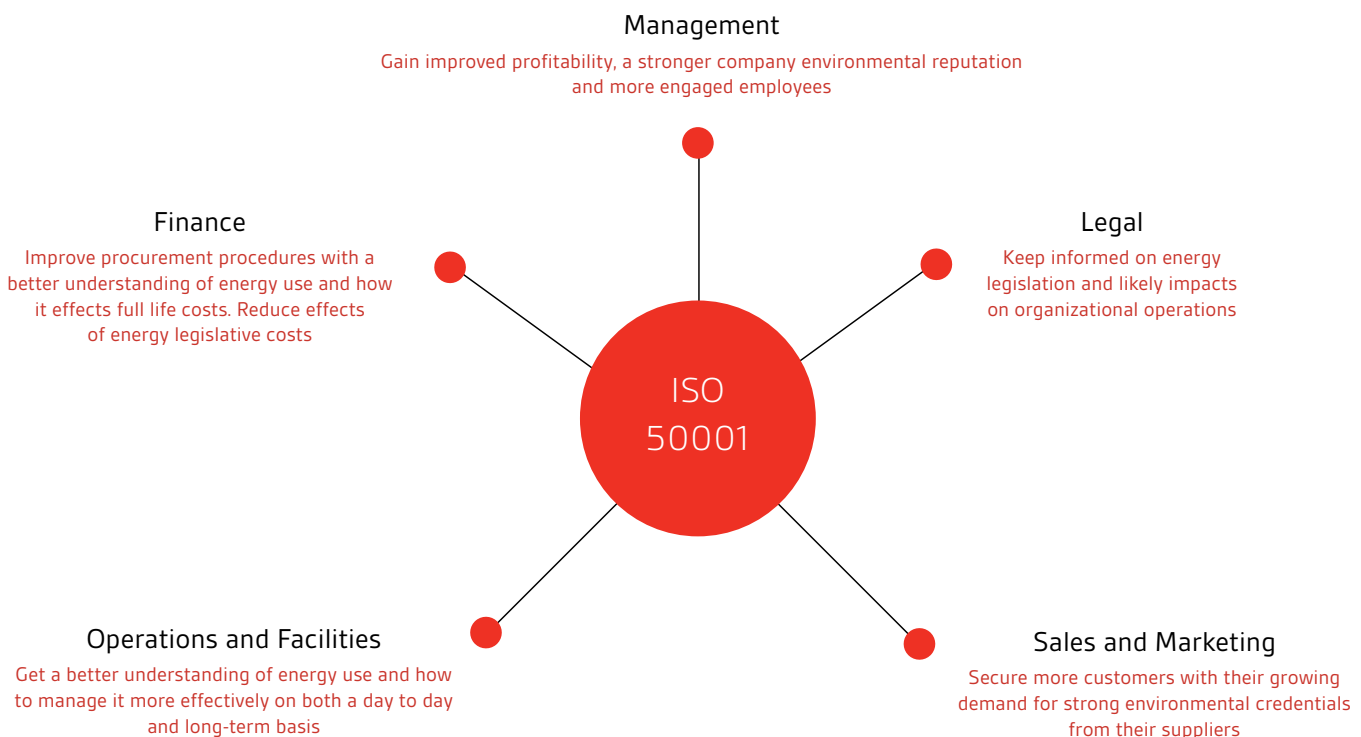 Management
Gain improved profitability, a stronger company environmental reputation
and more engaged employees
Finance
Improve procurement procedures with a
better understanding of energy use and how
it effects full life costs. Reduce effects
of energy legislative costs
Legal
Keep informed on energy
legislation and likely impacts
on organizational operations
ISO
50001
Operations and Facilities
Get a better understanding of energy use and how
to manage it more effectively on both a day to day
and long-term basis
Sales and Marketing
Secure more customers with their growing
demand for strong environmental credentials
from their suppliers